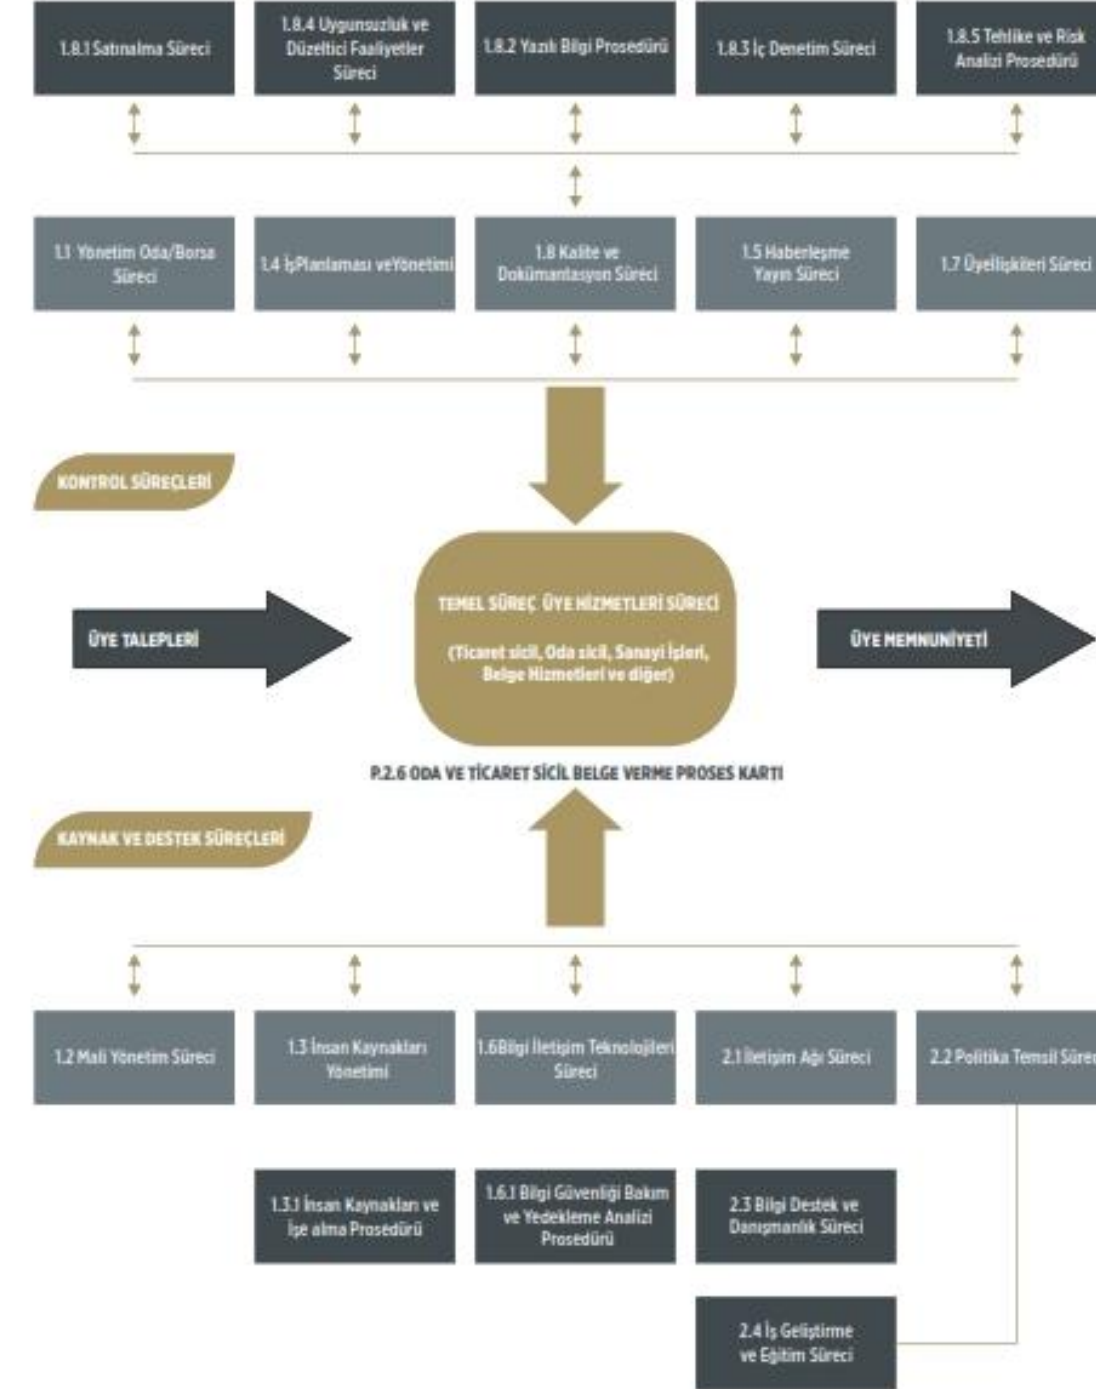 1.8.1 Satınalma Süreci
1.8.4 Uygunsuzluk ve
Düzeltici Faaliyetler
Süreci
1.8.2 Yazılı Bilgi Prosedürü
1.8.3 İç Denetim Süreci
1.8.5 Tehlike ve Risk
Analizi Prosedürü
1.1 Yönetim Oda/Borsa
Süreci
1.4 İşPlanlaması veYönetimi
1.8 Kalite ve
Dokümantasyon Süreci
1.5 Haberleşme
Yayın Süreci
1.7 Üyeİlişkileri Süreci
KONTROL SÜREÇLERİ
ÜYE TALEPLERİ
TEMEL SÜREÇ ÜYE HİZMETLERİ SÜRECİ
(Ticaret sicil, Oda sicil, Sanayi İşleri,
Belge Hizmetleri ve diğer)
ÜYE MEMNUNİYETİ
P.2.6 ODA VE TİCARET SİCİL BELGE VERME PROSES KARTI
KAYNAK VE DESTEK SÜREÇLERİ
1.2 Mali Yönetim Süreci
1.3 İnsan Kaynakları
Yönetimi
1.6Bilgi İletişim Teknolojileri
Süreci
2.1 İletişim Ağı Süreci
2.2 Politika Temsil Sürec
1.3.1 İnsan Kaynakları ve
İşe alma Prosedürü
1.6.1 Bilgi Güvenliği Bakım
ve Yedekleme Analizi
Prosedürü
2.3 Bilgi Destek ve
Danışmanlık Süreci
2.4 İş Geliştirme
ve Eğitim Süreci